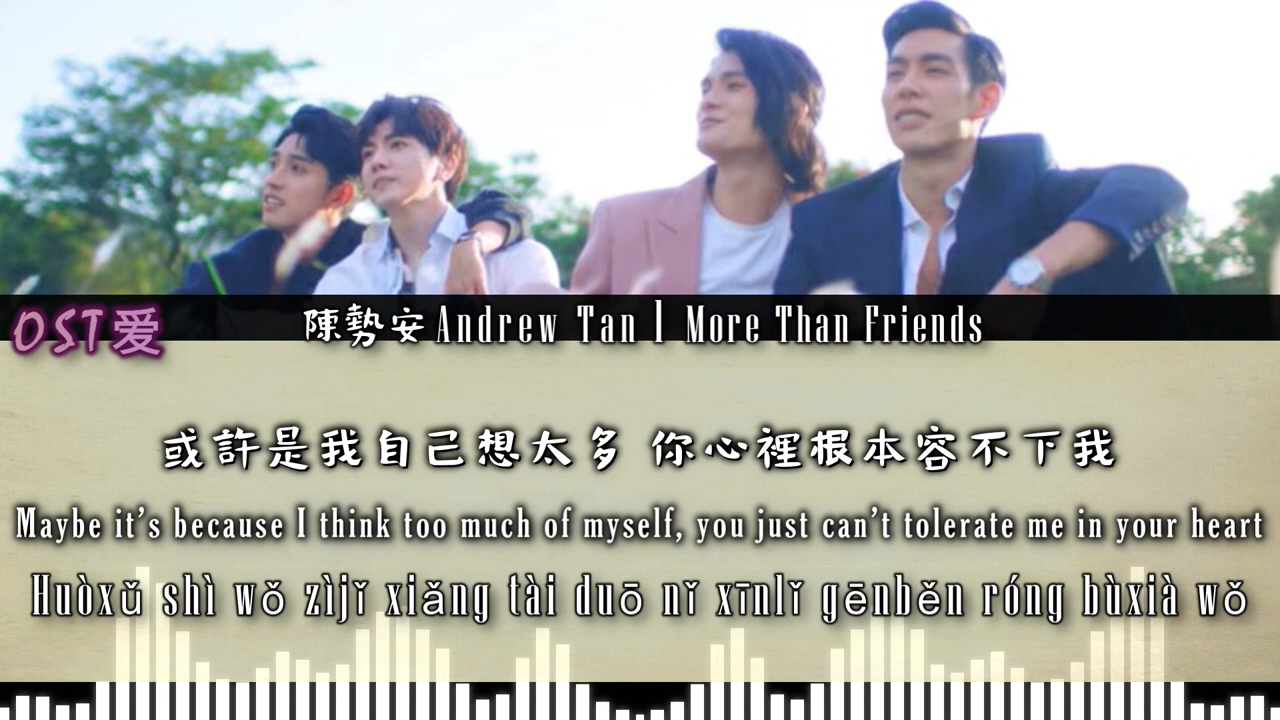 OST爱
陳勢安 Andrew Tan | More Than Friends
或許是我自己想太多 你心裡根本容不下我
Maybe it's because I think too much of myself, you just can't tolerate me in your heart
Huòxǔ shì wǒ zìjǐ xiǎng tài duō nǐ xīnlǐ gēnběn róng bùxià wǒ